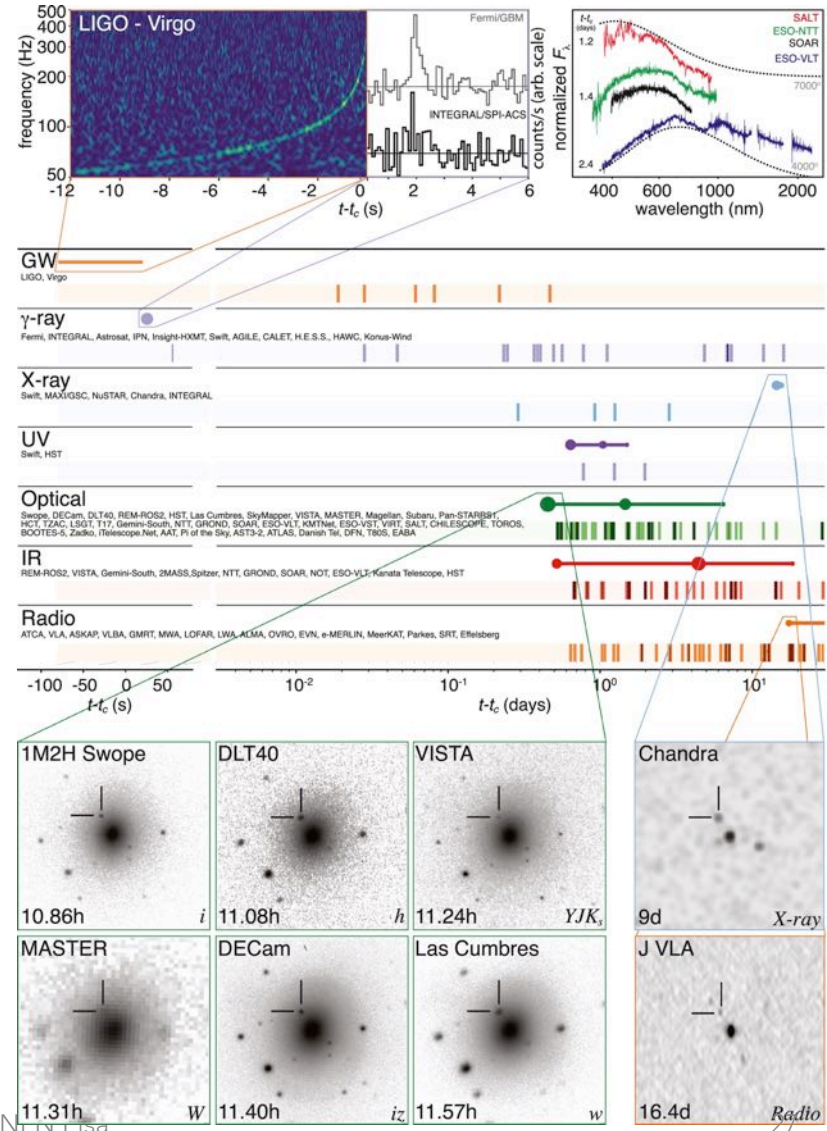 LIGO - Virgo
frequency (Hz)
500
400
300
200
100
50
-12 -10 -8 -6 -4 -2 0 2 4 6
t-tc (s)
Fermi/GBM
INTEGRAL/SPI-ACS
counts/s (arb. scale)
normalized Fλ
t-tc
(days)
1.2
1.4
2.4
SALT
ESO-NTT
SOAR
ESO-VLT
7000°
4000°
400 600 1000 2000
wavelength (nm)
GW
LIGO, Virgo
γ-ray
Fermi, INTEGRAL, Astrosat, IPN, Insight-HXMT, Swift, AGILE, CALET, H.E.S.S., HAWC, Konus-Wind
X-ray
Swift, MAXI/GSC, NuSTAR, Chandra, INTEGRAL
UV
Swift, HST
Optical
Swope, DECam, DLT40, REM-ROS2, HST, Las Cumbres, SkyMapper, VISTA, MASTER, Magellan, Subaru, Pan-STARRS1,
HCT, TZAC, LSGT, T17, Gemini-South, NTT, GROND, SOAR, ESO-VLT, KMTNet, ESO-VST, VIRT, SALT, CHILESCOPE, TOROS,
BOOTES-5, Zadko, iTelescope.Net, AAT, Pi of the Sky, AST3-2, ATLAS, Danish Tel, DFN, T80S, EABA
IR
REM-ROS2, VISTA, Gemini-South, 2MASS,Spitzer, NTT, GROND, SOAR, NOT, ESO-VLT, Kanata Telescope, HST
Radio
ATCA, VLA, ASKAP, VLBA, GMRT, MWA, LOFAR, LWA, ALMA, OVRO, EVN, e-MERLIN, MeerKAT, Parkes, SRT, Effelsberg
-100 -50 0 50 10⁻² 10⁻¹ 10⁰ 10¹
t-tc (s) t-tc (days)
1M2H Swope
10.86h i
DLT40
11.08h h
VISTA
11.24h YJKs
Chandra
9d X-ray
MASTER
11.31h W
DECam
11.40h iz
Las Cumbres
11.57h w
J VLA
16.4d Radio